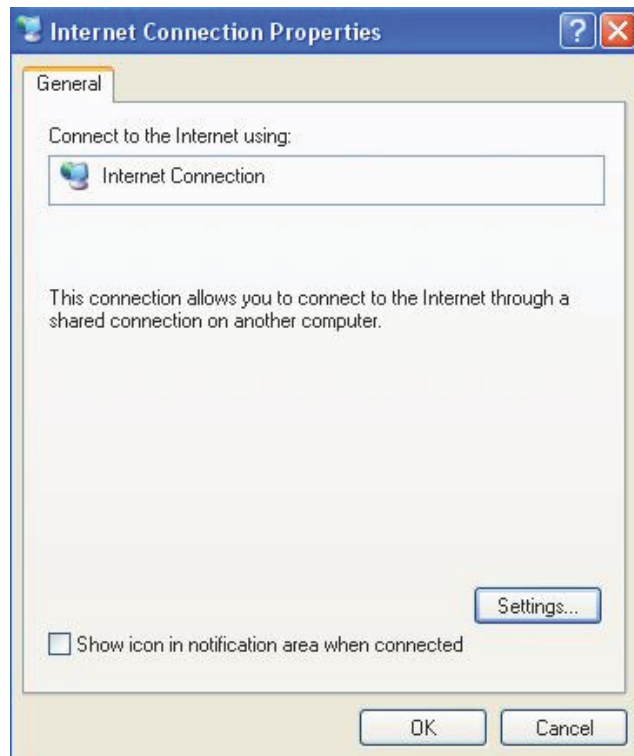 Internet Connection Properties
?
General
Connect to the Internet using:
Internet Connection
This connection allows you to connect to the Internet through a
shared connection on another computer.
Settings...
Show icon in notification area when connected
OK
Cancel